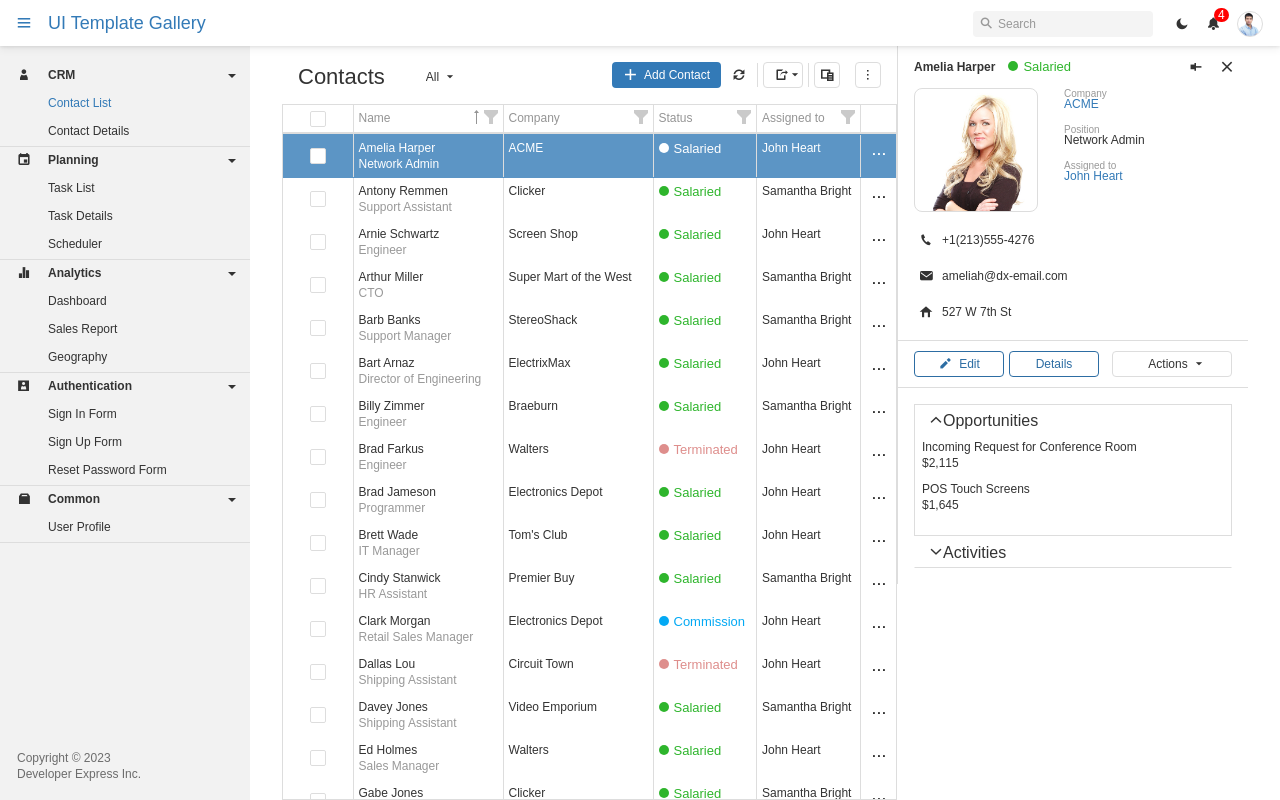 UI Template Gallery
Search
4
CRM
Contact List
Contact Details
Planning
Task List
Task Details
Scheduler
Analytics
Dashboard
Sales Report
Geography
Authentication
Sign In Form
Sign Up Form
Reset Password Form
Common
User Profile
Copyright © 2023
Developer Express Inc.
Contacts
All
Add Contact
Name Company Status Assigned to
Amelia Harper ACME Salaried John Heart
Network Admin
Antony Remmen Clicker Salaried Samantha Bright
Support Assistant
Arnie Schwartz Screen Shop Salaried John Heart
Engineer
Arthur Miller Super Mart of the West Salaried Samantha Bright
CTO
Barb Banks StereoShack Salaried Samantha Bright
Support Manager
Bart Arnaz ElectrixMax Salaried John Heart
Director of Engineering
Billy Zimmer Braeburn Salaried Samantha Bright
Engineer
Brad Farkus Walters Terminated John Heart
Engineer
Brad Jameson Electronics Depot Salaried John Heart
Programmer
Brett Wade Tom's Club Salaried John Heart
IT Manager
Cindy Stanwick Premier Buy Salaried Samantha Bright
HR Assistant
Clark Morgan Electronics Depot Commission John Heart
Retail Sales Manager
Dallas Lou Circuit Town Terminated John Heart
Shipping Assistant
Davey Jones Video Emporium Salaried Samantha Bright
Shipping Assistant
Ed Holmes Walters Salaried John Heart
Sales Manager
Gabe Jones Clicker Salaried Samantha Bright
Amelia Harper Salaried
Company
ACME
Position
Network Admin
Assigned to
John Heart
+1(213)555-4276
ameliah@dx-email.com
527 W 7th St
Edit Details Actions
Opportunities
Incoming Request for Conference Room
$2,115
POS Touch Screens
$1,645
Activities